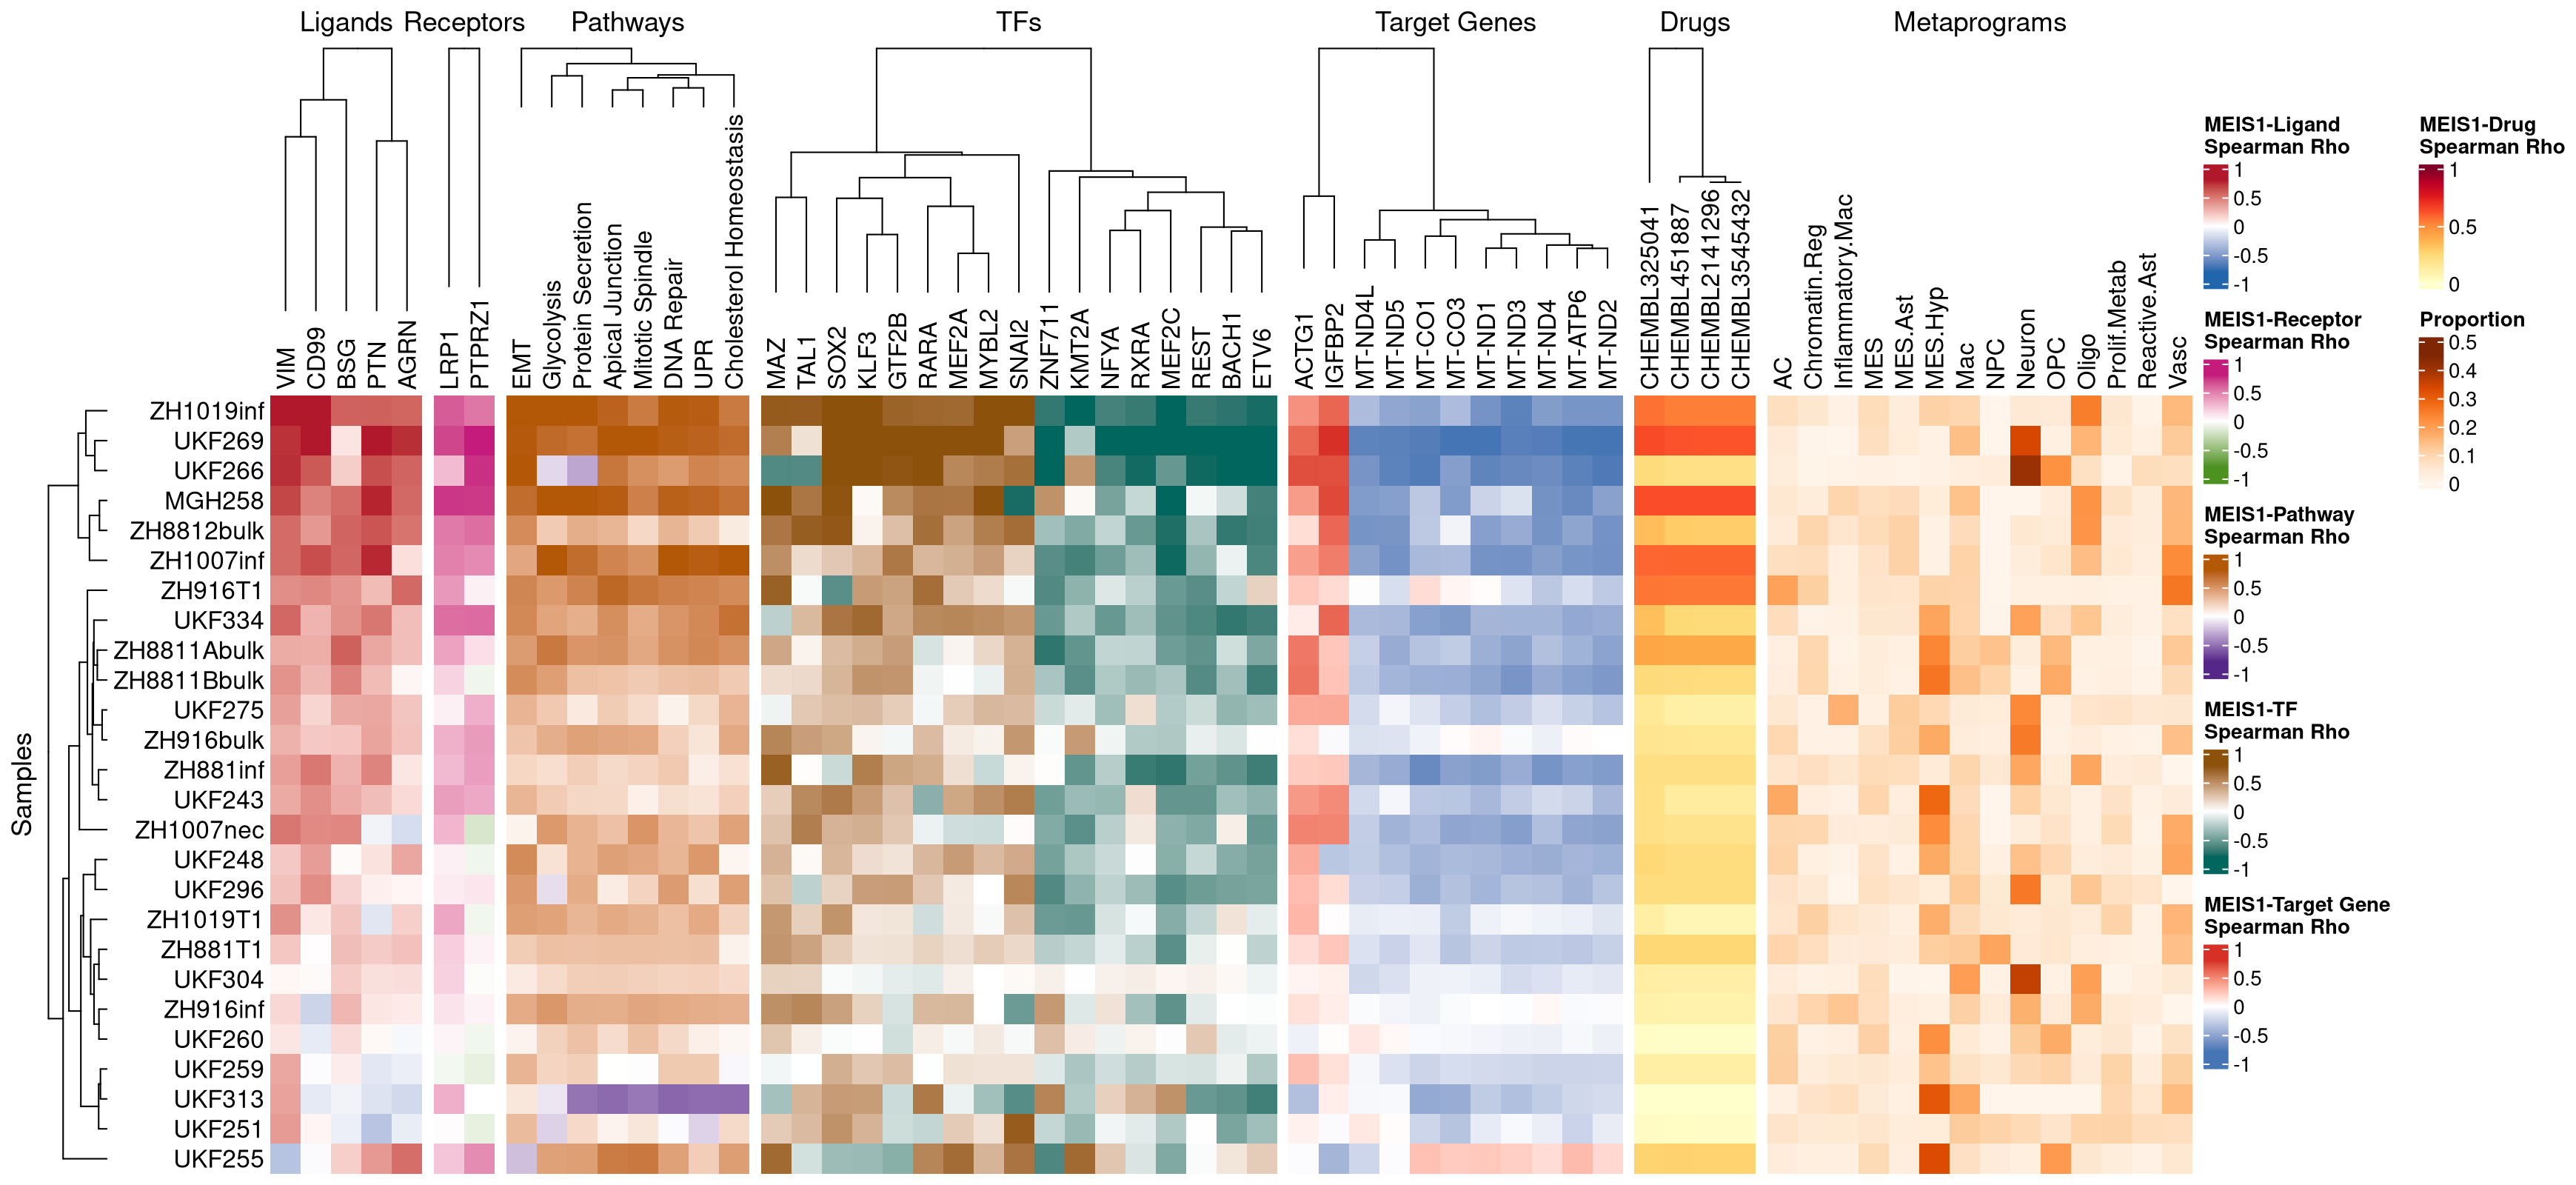 Ligands Receptors Pathways TFs Target Genes Drugs Metaprograms
VIM
CD99
BSG
PTN
AGRN
LRP1
PTPRZ1
EMT
Glycolysis
Protein Secretion
Apical Junction
Mitotic Spindle
DNA Repair
UPR
Cholesterol Homeostasis
MAZ
TAL1
SOX2
KLF3
GTF2B
RARA
MEF2A
MYBL2
SNAI2
ZNF711
KMT2A
NFYA
RXRA
MEF2C
REST
BACH1
ETV6
ACTG1
IGFBP2
MT-ND4L
MT-ND5
MT-CO1
MT-CO3
MT-ND1
MT-ND3
MT-ND4
MT-ATP6
MT-ND2
CHEMBL325041
CHEMBL451887
CHEMBL2141296
CHEMBL3545432
AC
Chromatin.Reg
Inflammatory.Mac
MES
MES.Ast
MES.Hyp
Mac
NPC
Neuron
OPC
Oligo
Prolif.Metab
Reactive.Ast
Vasc
Samples
ZH1019inf
UKF269
UKF266
MGH258
ZH8812bulk
ZH1007inf
ZH916T1
UKF334
ZH8811Abulk
ZH8811Bbulk
UKF275
ZH916bulk
ZH881inf
UKF243
ZH1007nec
UKF248
UKF296
ZH1019T1
ZH881T1
UKF304
ZH916inf
UKF260
UKF259
UKF313
UKF251
UKF255
MEIS1-Ligand
Spearman Rho
1
0.5
0
-0.5
-1
MEIS1-Receptor
Spearman Rho
1
0.5
0
-0.5
-1
MEIS1-Pathway
Spearman Rho
1
0.5
0
-0.5
-1
MEIS1-TF
Spearman Rho
1
0.5
0
-0.5
-1
MEIS1-Target Gene
Spearman Rho
1
0.5
0
-0.5
-1
MEIS1-Drug
Spearman Rho
1
0.5
0
Proportion
0.5
0.4
0.3
0.2
0.1
0